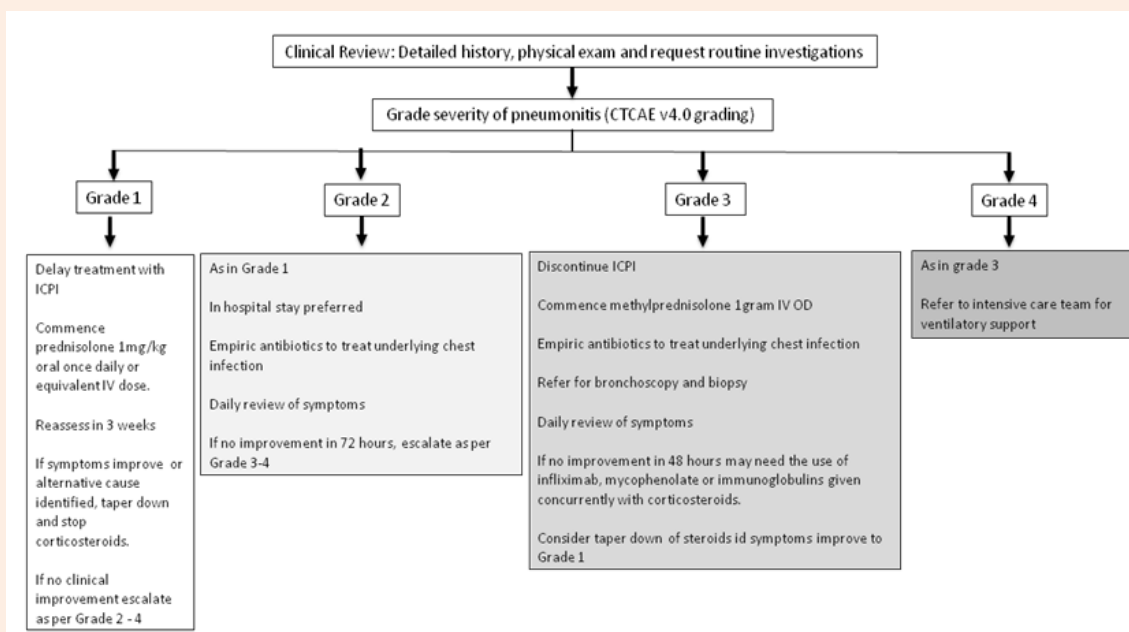 Clinical Review: Detailed history, physical exam and request routine investigations
Grade severity of pneumonitis (CTCAE v4.0 grading)
Grade 1
Grade 2
Grade 3
Grade 4
Delay treatment with
ICPI
Commence
prednisolone 1mg/kg
oral once daily or
equivalent IV dose.
Reassess in 3 weeks
If symptoms improve or
alternative cause
identified, taper down
and stop
corticosteroids.
If no clinical
improvement escalate
as per Grade 2 - 4
As in Grade 1
In hospital stay preferred
Empiric antibiotics to treat underlying chest
infection
Daily review of symptoms
If no improvement in 72 hours, escalate as per
Grade 3-4
Discontinue ICPI
Commence methylprednisolone 1gram IV OD
Empiric antibiotics to treat underlying chest infection
Refer for bronchoscopy and biopsy
Daily review of symptoms
If no improvement in 48 hours may need the use of
infliximab, mycophenolate or immunoglobulins given
concurrently with corticosteroids.
Consider taper down of steroids id symptoms improve to
Grade 1
As in grade 3
Refer to intensive care team for
ventilatory support